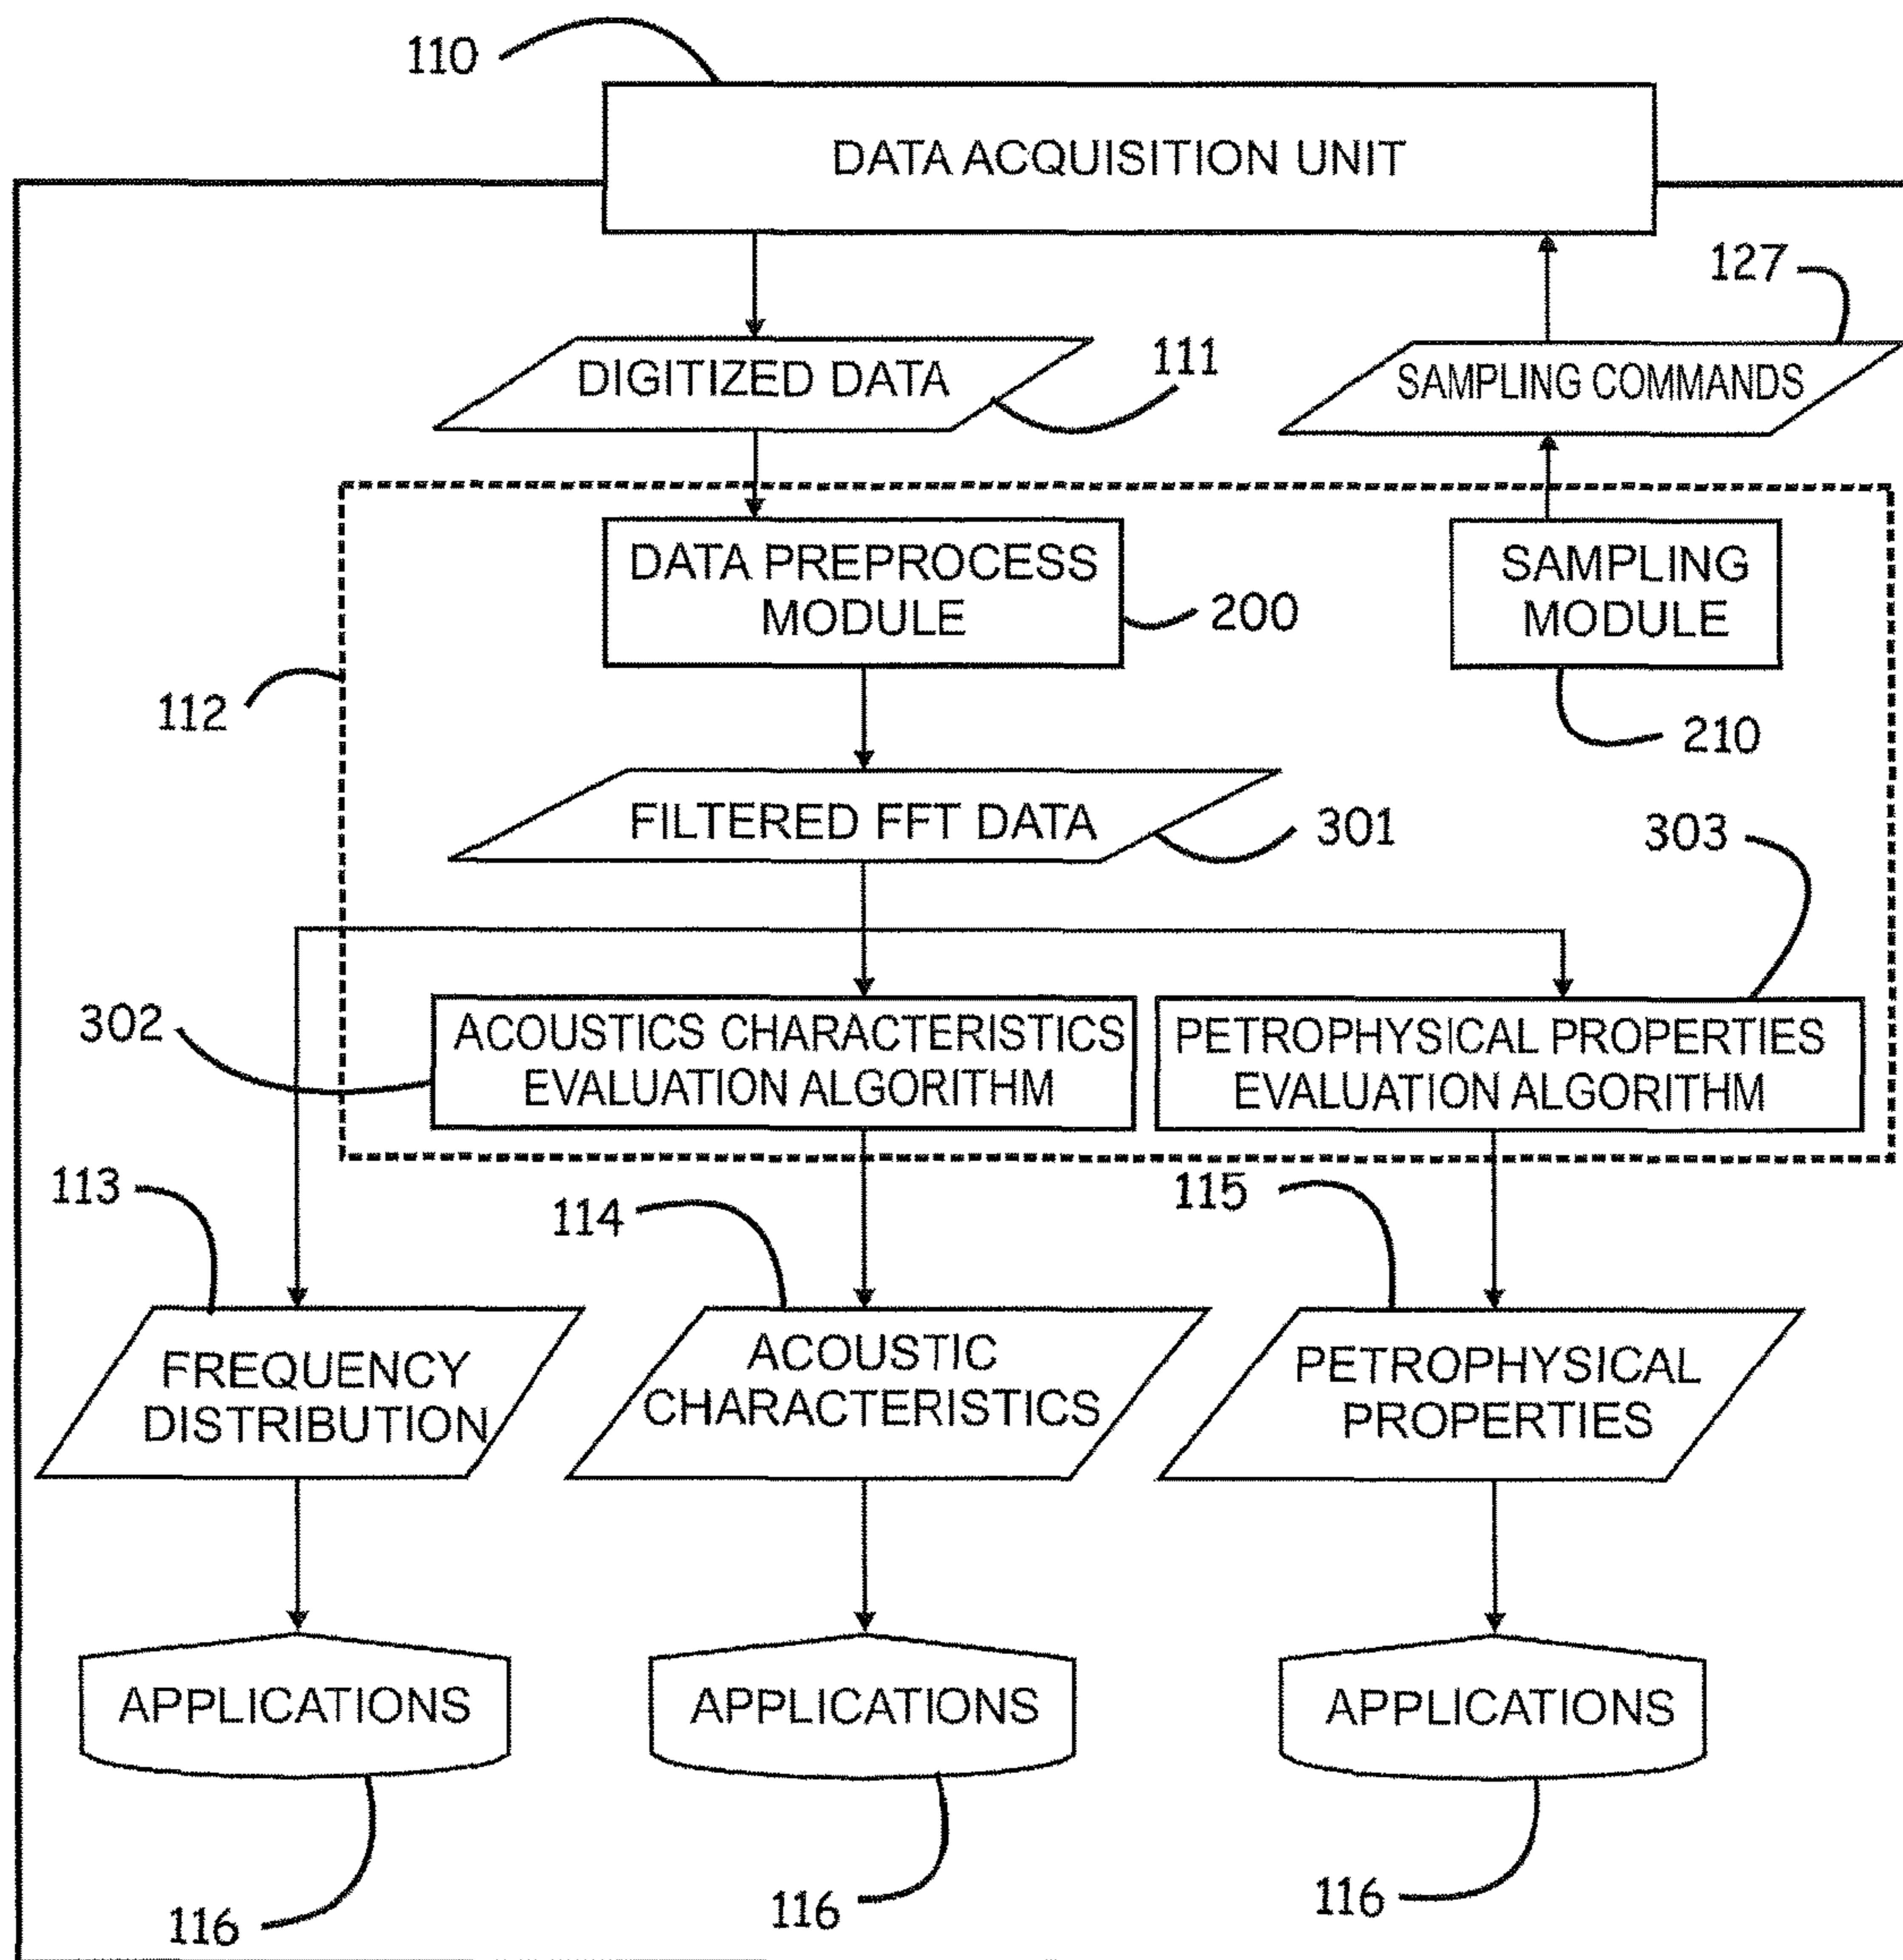 110
DATA ACQUISITION UNIT
127
DIGITIZED DATA
111
SAMPLING COMMANDS
DATA PREPROCESS
MODULE
200
SAMPLING
MODULE
112
210
FILTERED FFT DATA
301
303
302
ACOUSTICS CHARACTERISTICS
EVALUATION ALGORITHM
PETROPHYSICAL PROPERTIES
EVALUATION ALGORITHM
113
114
115
FREQUENCY
DISTRIBUTION
ACOUSTIC
CHARACTERISTICS
PETROPHYSICAL
PROPERTIES
APPLICATIONS
APPLICATIONS
APPLICATIONS
116
116
116